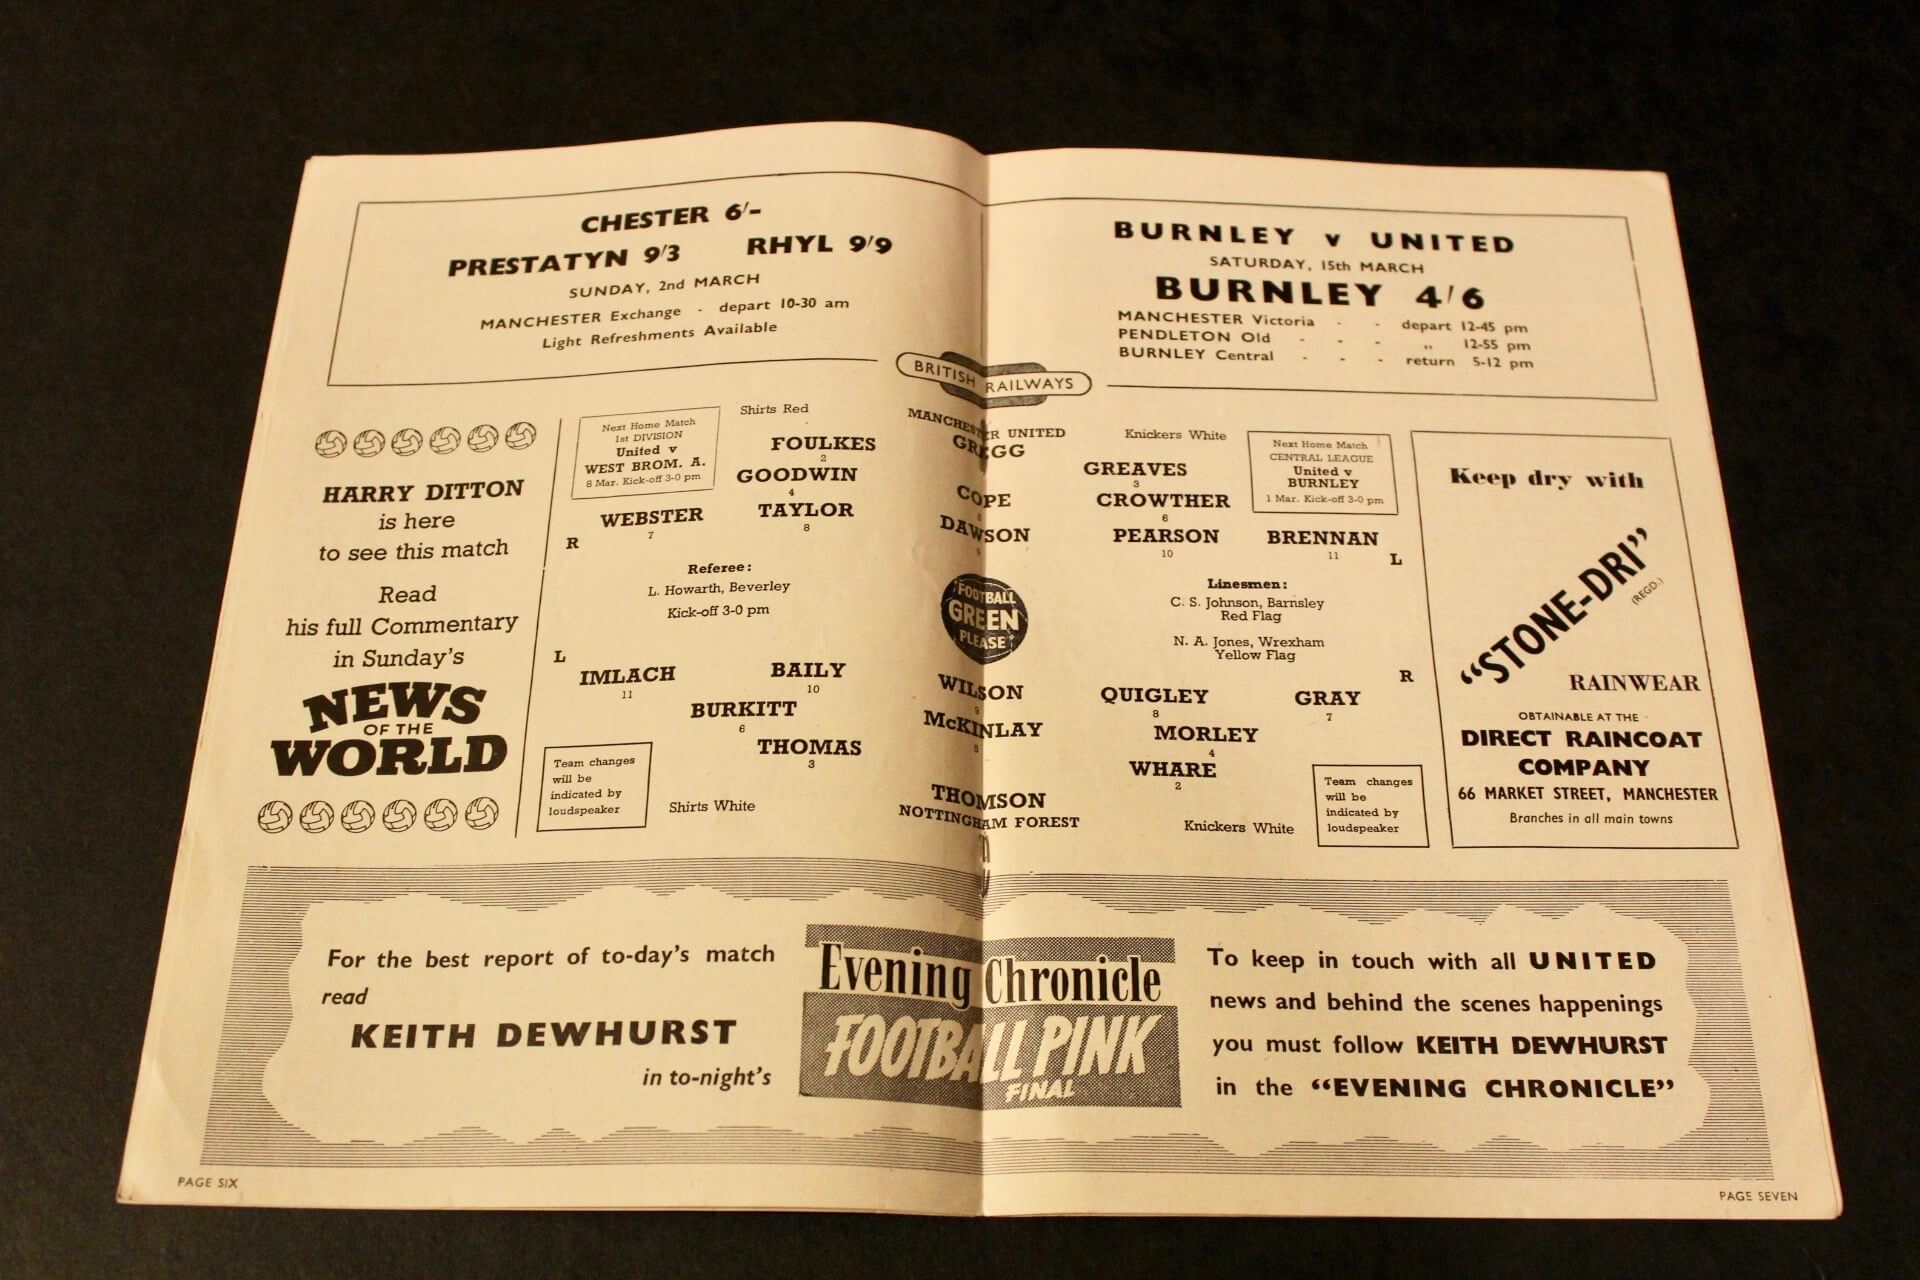 CHESTER 6/-
PRESTATYN 9/3 RHYL 9/9
SUNDAY, 2nd MARCH
MANCHESTER Exchange - depart 10-30 am
Light Refreshments Available
BURNLEY v UNITED
SATURDAY, 15th MARCH
BURNLEY 4/6
MANCHESTER Victoria - - depart 12-45 pm
PENDLETON Old - - - ,, 12-55 pm
BURNLEY Central - - - return 5-12 pm
BRITISH RAILWAYS
HARRY DITTON
is here
to see this match
Read
his full Commentary
in Sunday's
NEWS
OF THE
WORLD
Next Home Match
1st DIVISION
United v
WEST BROM. A.
8 Mar. Kick-off 3-0 pm
Shirts Red
MANCHESTER UNITED
Knickers White
Next Home Match
CENTRAL LEAGUE
United v
BURNLEY
1 Mar. Kick-off 3-0 pm
GREGG
FOULKES GREAVES
2 3
GOODWIN COPE CROWTHER
4 5 6
WEBSTER TAYLOR DAWSON PEARSON BRENNAN
7 8 9 10 11
R L
Referee:
L. Howarth, Beverley
Kick-off 3-0 pm
FOOTBALL
GREEN
PLEASE
Linesmen:
C. S. Johnson, Barnsley
Red Flag
N. A. Jones, Wrexham
Yellow Flag
L R
IMLACH BAILY WILSON QUIGLEY GRAY
11 10 9 8 7
BURKITT McKINLAY MORLEY
6 5 4
THOMAS WHARE
3 2
THOMSON
NOTTINGHAM FOREST
Team changes
will be
indicated by
loudspeaker
Shirts White
Knickers White
Team changes
will be
indicated by
loudspeaker
Keep dry with
"STONE-DRI"
(REGD.)
RAINWEAR
OBTAINABLE AT THE
DIRECT RAINCOAT
COMPANY
66 MARKET STREET, MANCHESTER
Branches in all main towns
For the best report of to-day's match
read
KEITH DEWHURST
in to-night's
Evening Chronicle
FOOTBALL PINK
FINAL
To keep in touch with all UNITED
news and behind the scenes happenings
you must follow KEITH DEWHURST
in the "EVENING CHRONICLE"
PAGE SIX
PAGE SEVEN